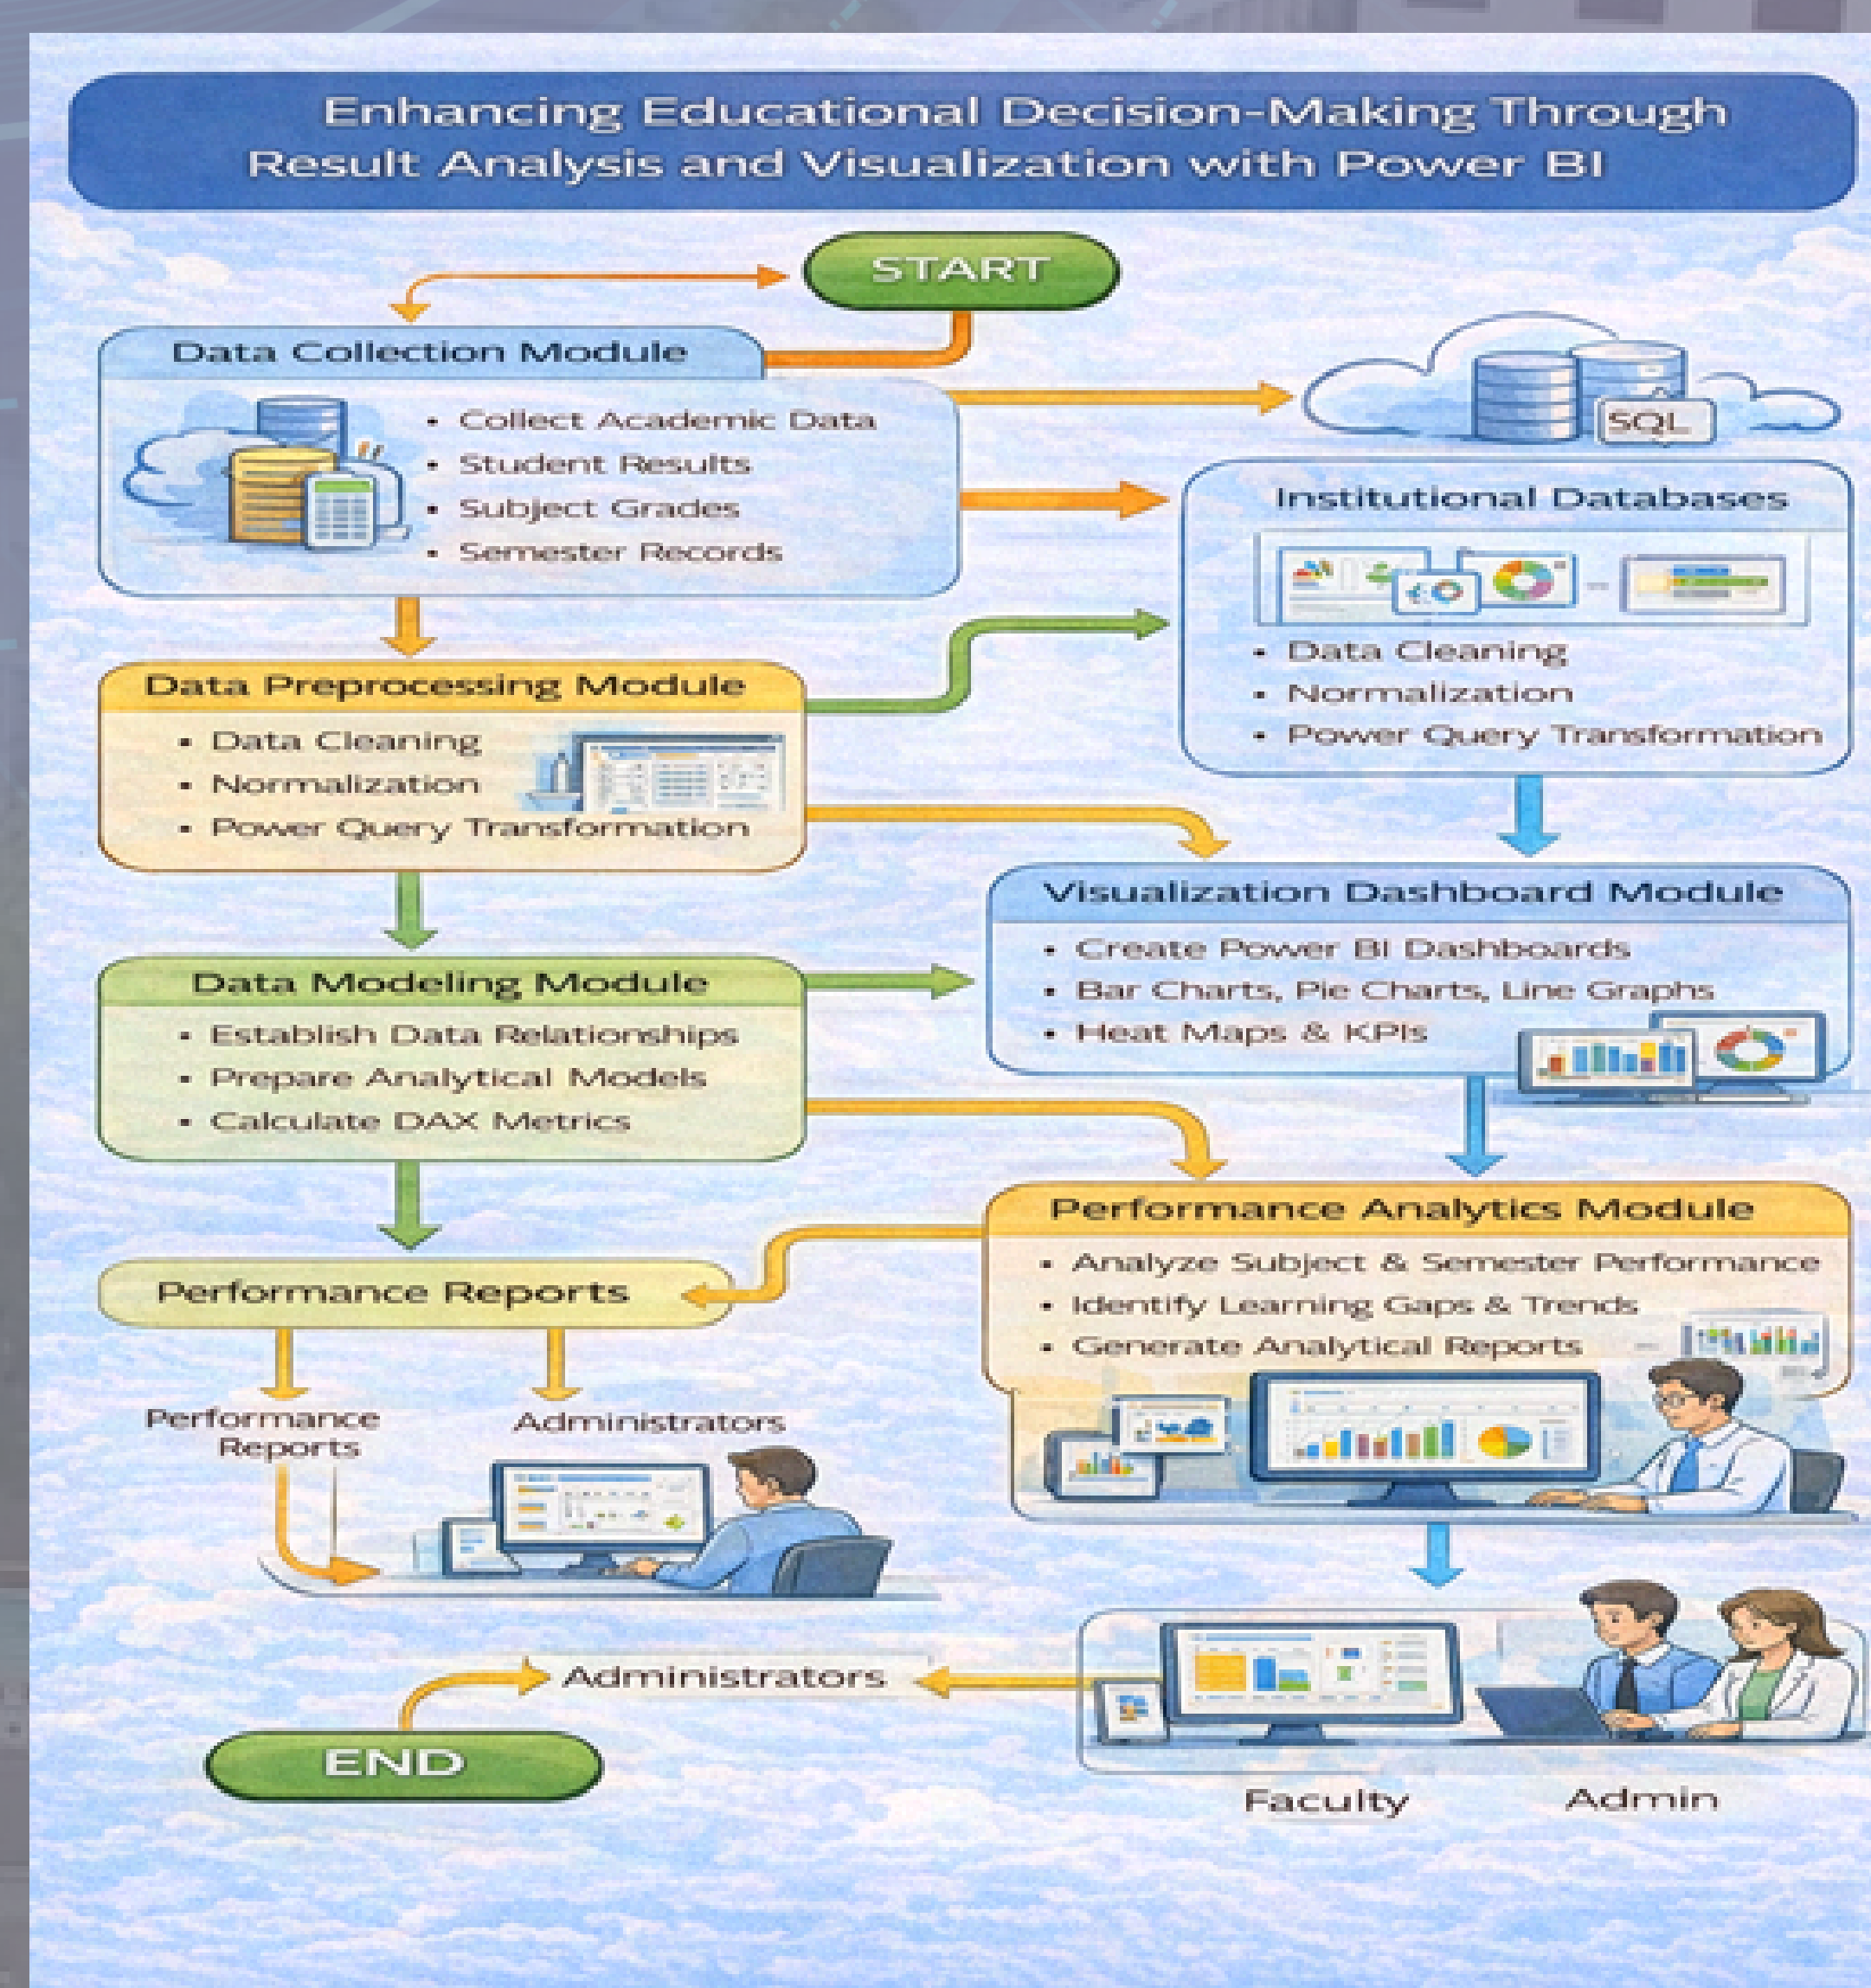 Enhancing Educational Decision-Making Through
Result Analysis and Visualization with Power BI
START
Data Collection Module
• Collect Academic Data
• Student Results
• Subject Grades
• Semester Records
SQL
Institutional Databases
• Data Cleaning
• Normalization
• Power Query Transformation
Data Preprocessing Module
• Data Cleaning
• Normalization
• Power Query Transformation
Visualization Dashboard Module
• Create Power BI Dashboards
• Bar Charts, Pie Charts, Line Graphs
• Heat Maps & KPIs
Data Modeling Module
• Establish Data Relationships
• Prepare Analytical Models
• Calculate DAX Metrics
Performance Analytics Module
• Analyze Subject & Semester Performance
• Identify Learning Gaps & Trends
• Generate Analytical Reports
Performance Reports
Performance
Reports
Administrators
Administrators
END
Faculty
Admin